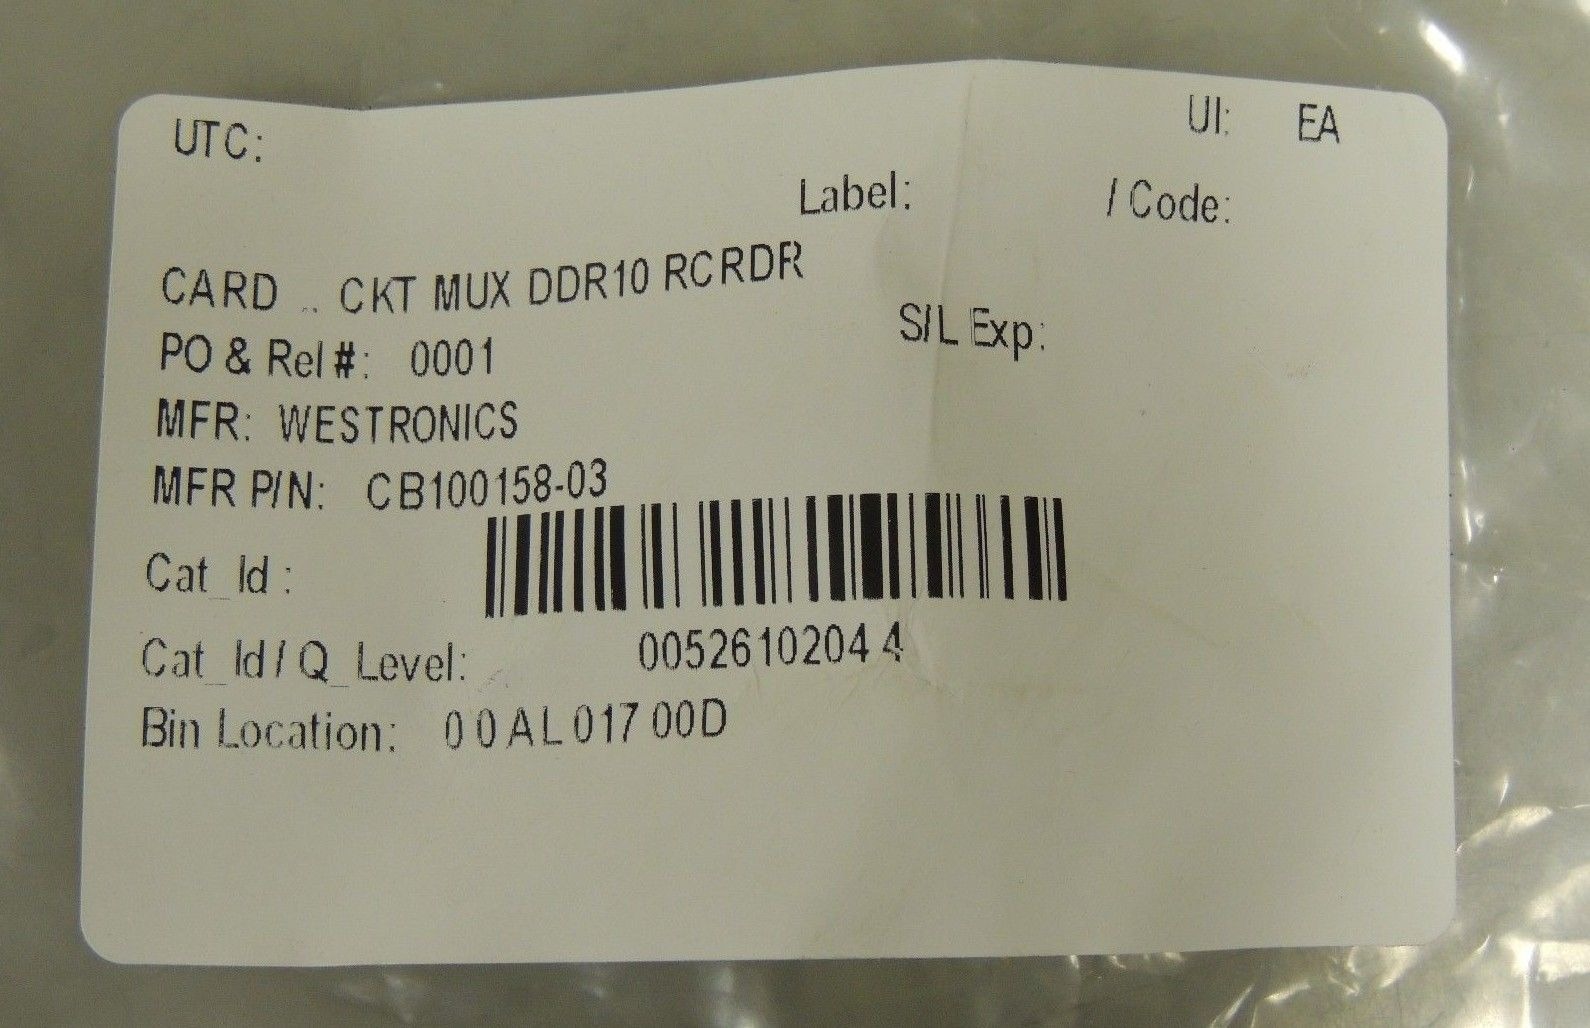 UTC: UI: EA
Label: / Code:
CARD .. CKT MUX DDR10 RCRDR
S/L Exp:
PO & Rel #: 0001
MFR: WESTRONICS
MFR P/N: CB100158-03
Cat_Id :
Cat_Id / Q_Level: 0052610204 4
Bin Location: 0 0 A L 017 00D